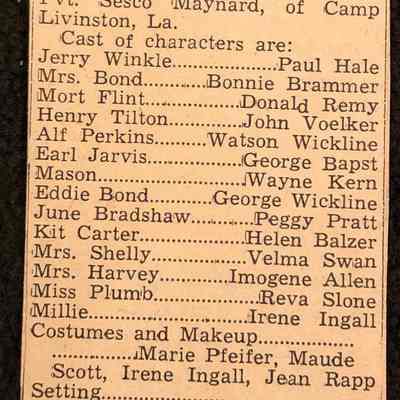 Pvt. Sesco Maynard, of Camp
Livinston, La.
Cast of characters are:
Jerry Winkle....................Paul Hale
Mrs. Bond..........Bonnie Brammer
Mort Flint..............Donald Remy
Henry Tilton............John Voelker
Alf Perkins........Watson Wickline
Earl Jarvis..............George Bapst
Mason......................Wayne Kern
Eddie Bond........George Wickline
June Bradshaw.........Peggy Pratt
Kit Carter................Helen Balzer
Mrs. Shelly...............Velma Swan
Mrs. Harvey..........Imogene Allen
Miss Plumb................Reva Slone
Millie.........................Irene Ingall
Costumes and Makeup.................
..............Marie Pfeifer, Maude
Scott, Irene Ingall, Jean Rapp
Setting.......................................